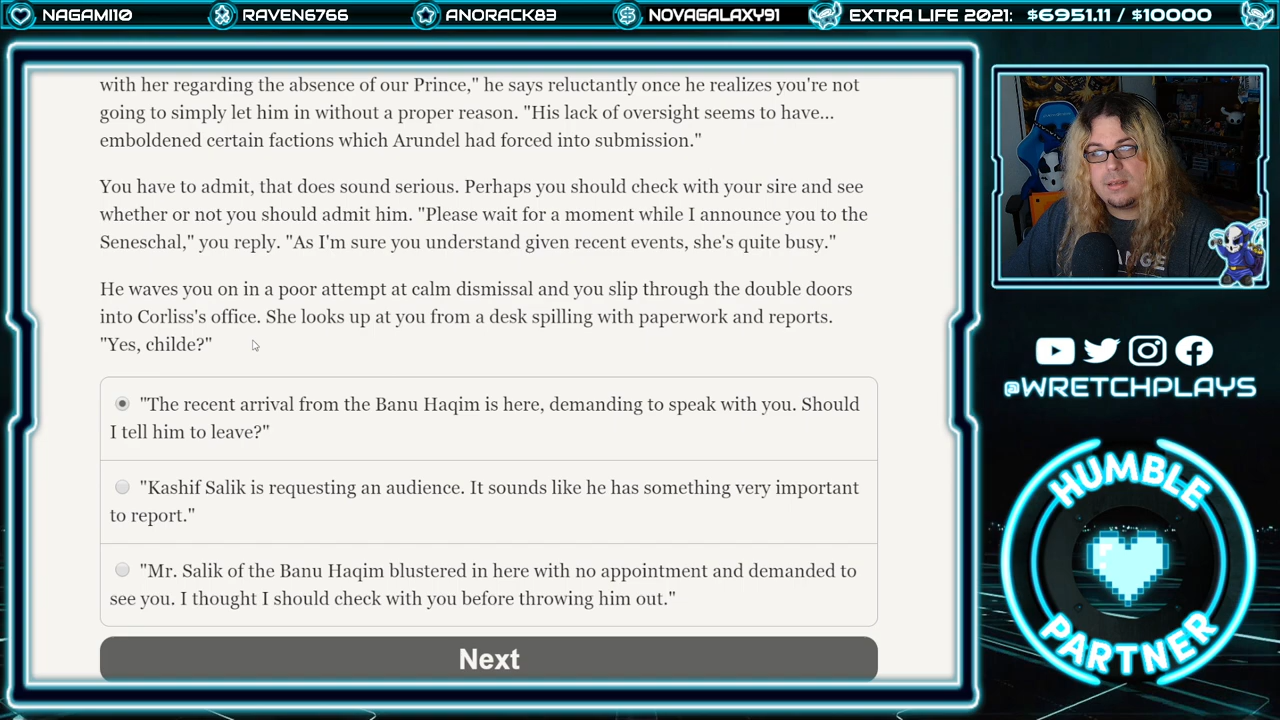 NAGAMI10 RAVEN6766 ANORACK83 NOVAGALAXY91 EXTRA LIFE 2021: $6951.11 / $10000
with her regarding the absence of our Prince," he says reluctantly once he realizes you're not
going to simply let him in without a proper reason. "His lack of oversight seems to have...
emboldened certain factions which Arundel had forced into submission."
You have to admit, that does sound serious. Perhaps you should check with your sire and see
whether or not you should admit him. "Please wait for a moment while I announce you to the
Seneschal," you reply. "As I'm sure you understand given recent events, she's quite busy."
He waves you on in a poor attempt at calm dismissal and you slip through the double doors
into Corliss's office. She looks up at you from a desk spilling with paperwork and reports.
"Yes, childe?"
"The recent arrival from the Banu Haqim is here, demanding to speak with you. Should
I tell him to leave?"
"Kashif Salik is requesting an audience. It sounds like he has something very important
to report."
"Mr. Salik of the Banu Haqim blustered in here with no appointment and demanded to
see you. I thought I should check with you before throwing him out."
Next
@WRETCHPLAYS
HUMBLE
PARTNER